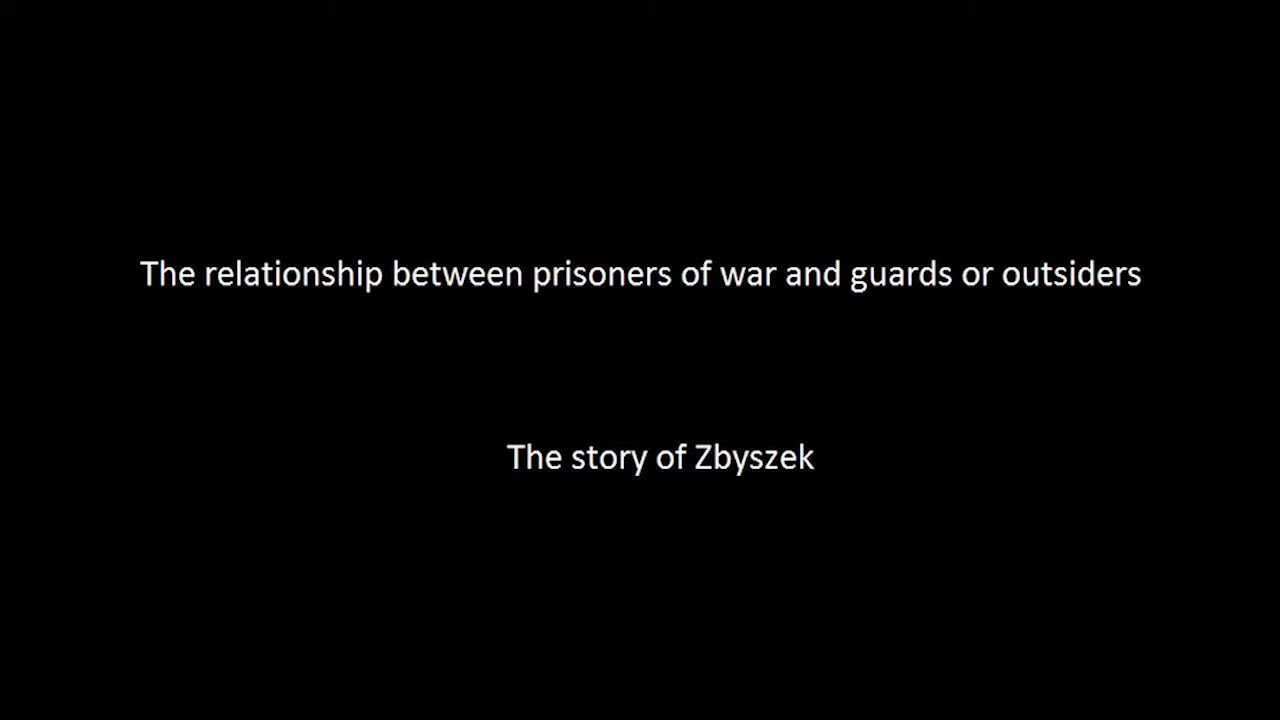 The relationship between prisoners of war and guards or outsiders
The story of Zbyszek